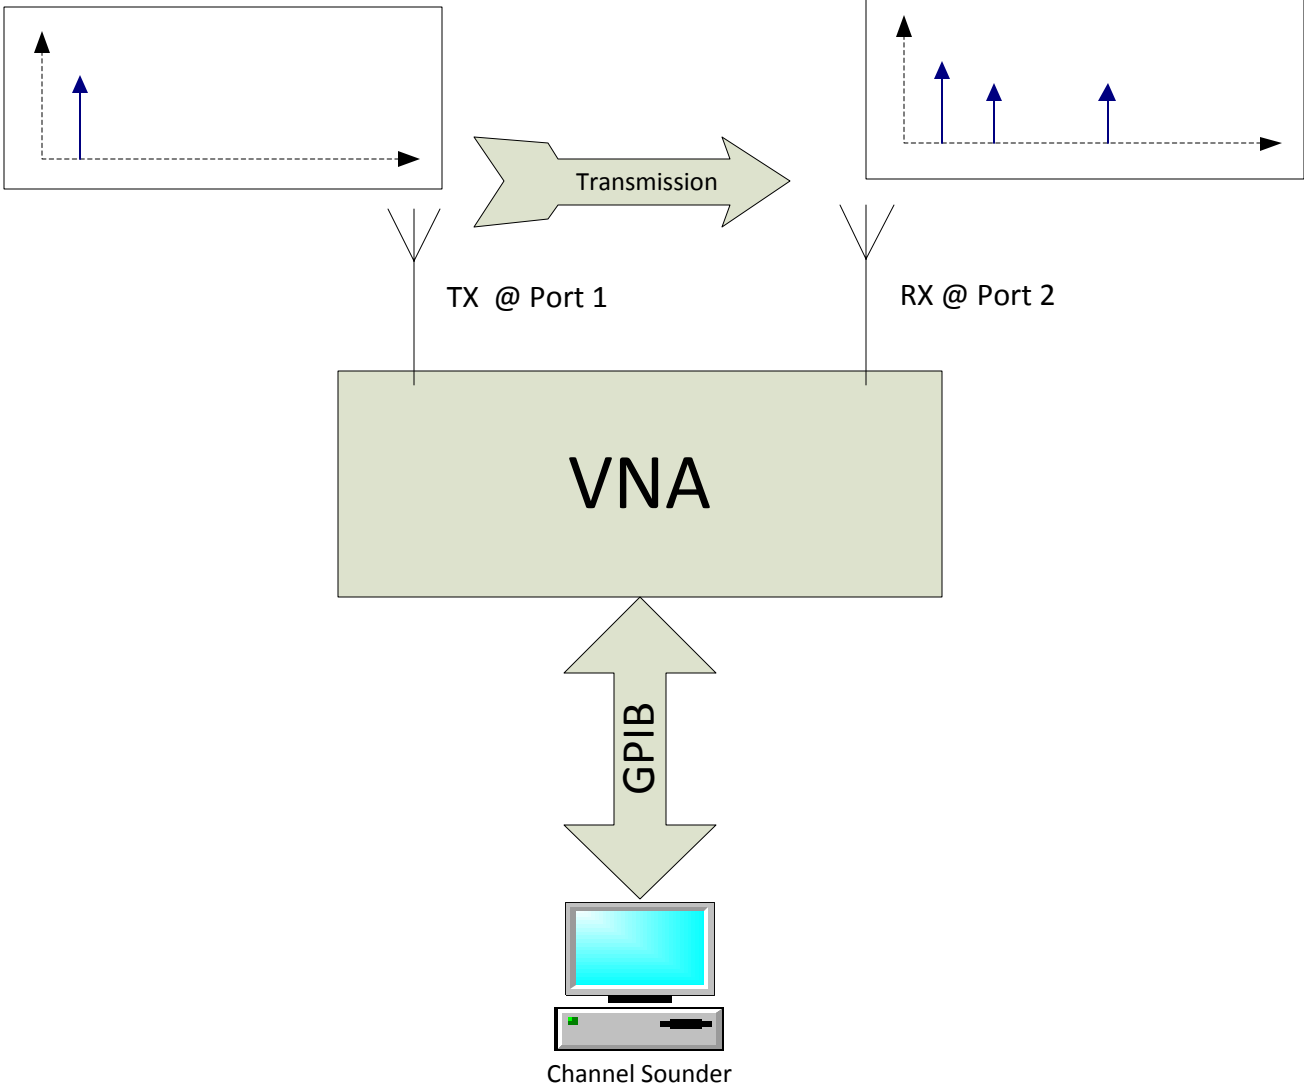 Transmission
TX @ Port 1
RX @ Port 2
VNA
GPIB
Channel Sounder